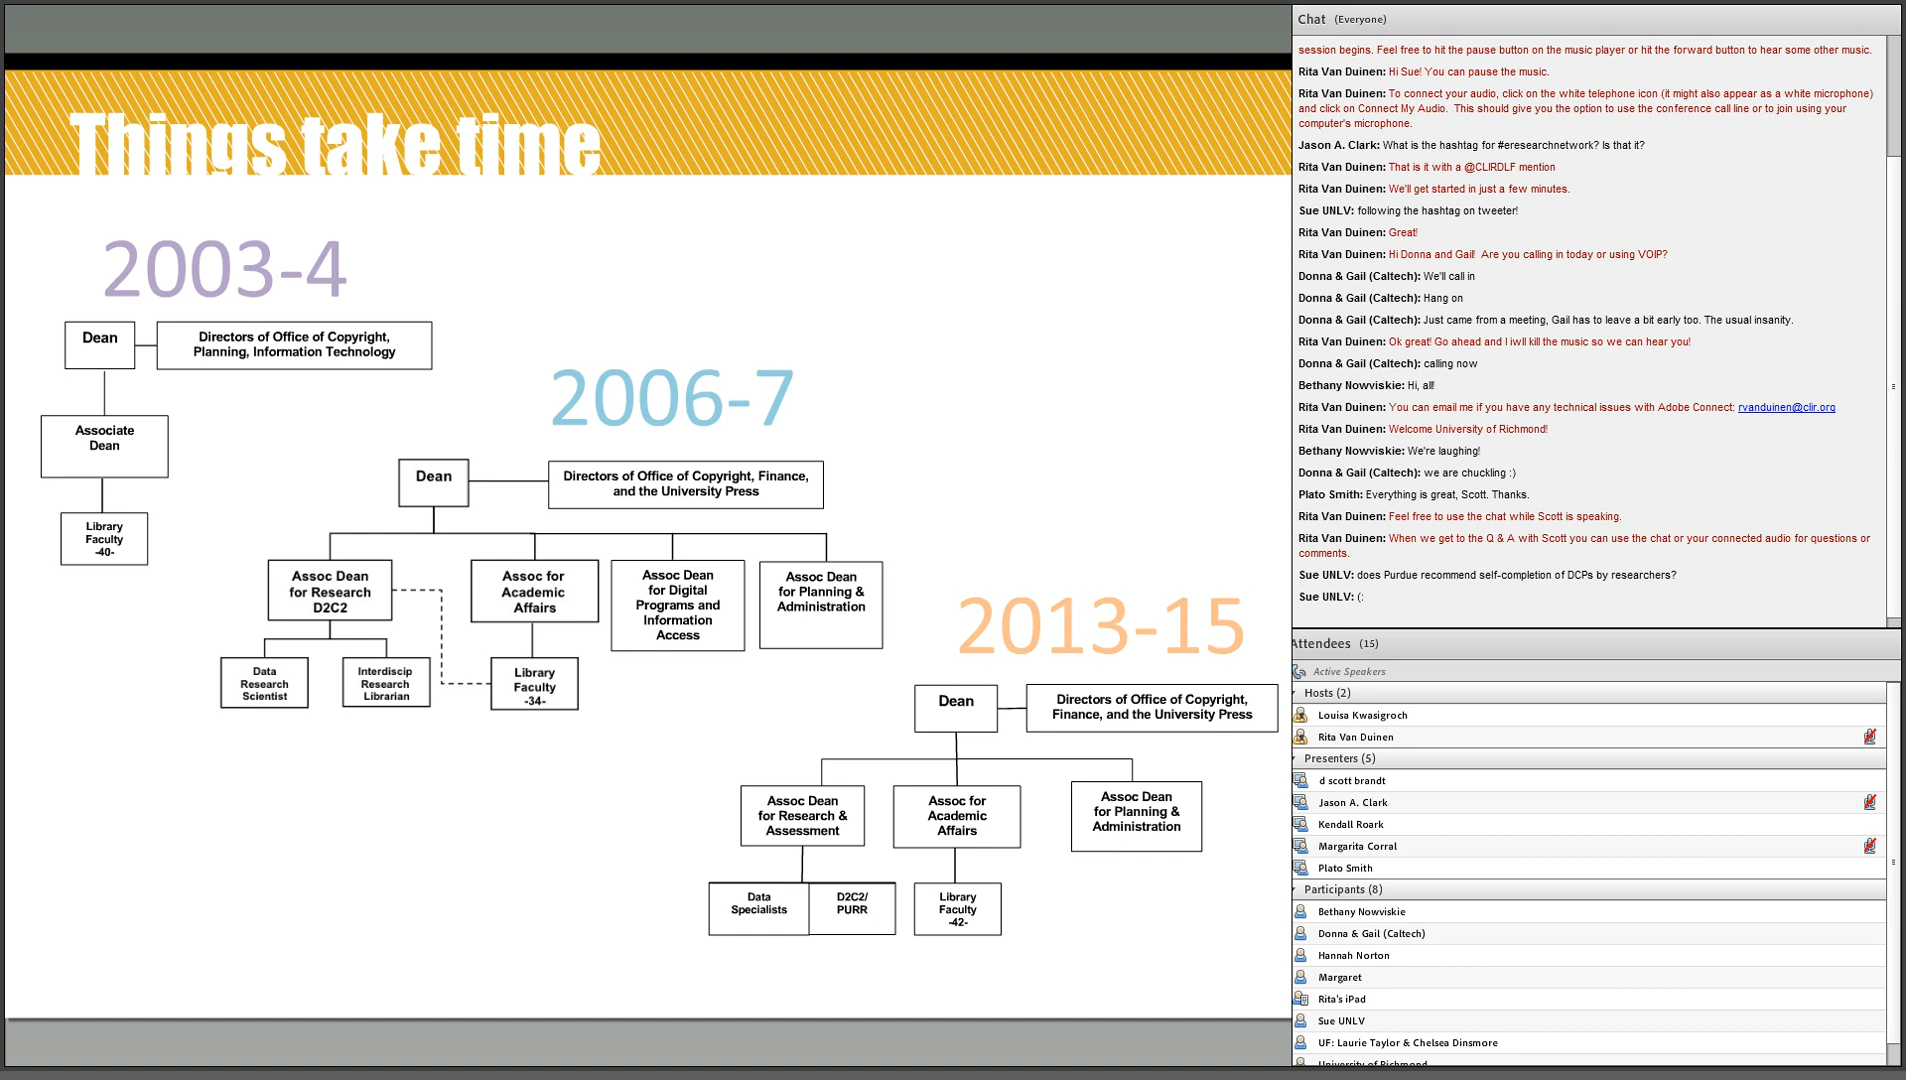 Things take time
2003-4
Dean
Directors of Office of Copyright,
Planning, Information Technology
Associate
Dean
Library
Faculty
-40-
2006-7
Dean
Directors of Office of Copyright, Finance,
and the University Press
Assoc Dean
for Research
D2C2
Assoc for
Academic
Affairs
Assoc Dean
for Digital
Programs and
Information
Access
Assoc Dean
for Planning &
Administration
Data
Research
Scientist
Interdiscip
Research
Librarian
Library
Faculty
-34-
2013-15
Dean
Directors of Office of Copyright,
Finance, and the University Press
Assoc Dean
for Research &
Assessment
Assoc for
Academic
Affairs
Assoc Dean
for Planning &
Administration
Data
Specialists
D2C2/
PURR
Library
Faculty
-42-
Chat (Everyone)
session begins. Feel free to hit the pause button on the music player or hit the forward button to hear some other music.
Rita Van Duinen: Hi Sue! You can pause the music.
Rita Van Duinen: To connect your audio, click on the white telephone icon (it might also appear as a white microphone)
and click on Connect My Audio. This should give you the option to use the conference call line or to join using your
computer's microphone.
Jason A. Clark: What is the hashtag for #eresearchnetwork? Is that it?
Rita Van Duinen: That is it with a @CLIRDLF mention
Rita Van Duinen: We'll get started in just a few minutes.
Sue UNLV: following the hashtag on tweeter!
Rita Van Duinen: Great!
Rita Van Duinen: Hi Donna and Gail! Are you calling in today or using VOIP?
Donna & Gail (Caltech): We'll call in
Donna & Gail (Caltech): Hang on
Donna & Gail (Caltech): Just came from a meeting, Gail has to leave a bit early too. The usual insanity.
Rita Van Duinen: Ok great! Go ahead and I iwll kill the music so we can hear you!
Donna & Gail (Caltech): calling now
Bethany Nowviskie: Hi, all!
Rita Van Duinen: You can email me if you have any technical issues with Adobe Connect: rvanduinen@clir.org
Rita Van Duinen: Welcome University of Richmond!
Bethany Nowviskie: We're laughing!
Donna & Gail (Caltech): we are chuckling :)
Plato Smith: Everything is great, Scott. Thanks.
Rita Van Duinen: Feel free to use the chat while Scott is speaking.
Rita Van Duinen: When we get to the Q & A with Scott you can use the chat or your connected audio for questions or
comments.
Sue UNLV: does Purdue recommend self-completion of DCPs by researchers?
Sue UNLV: (:
Attendees (15)
Active Speakers
Hosts (2)
Louisa Kwasigroch
Rita Van Duinen
Presenters (5)
d scott brandt
Jason A. Clark
Kendall Roark
Margarita Corral
Plato Smith
Participants (8)
Bethany Nowviskie
Donna & Gail (Caltech)
Hannah Norton
Margaret
Rita's iPad
Sue UNLV
UF: Laurie Taylor & Chelsea Dinsmore
University of Richmond